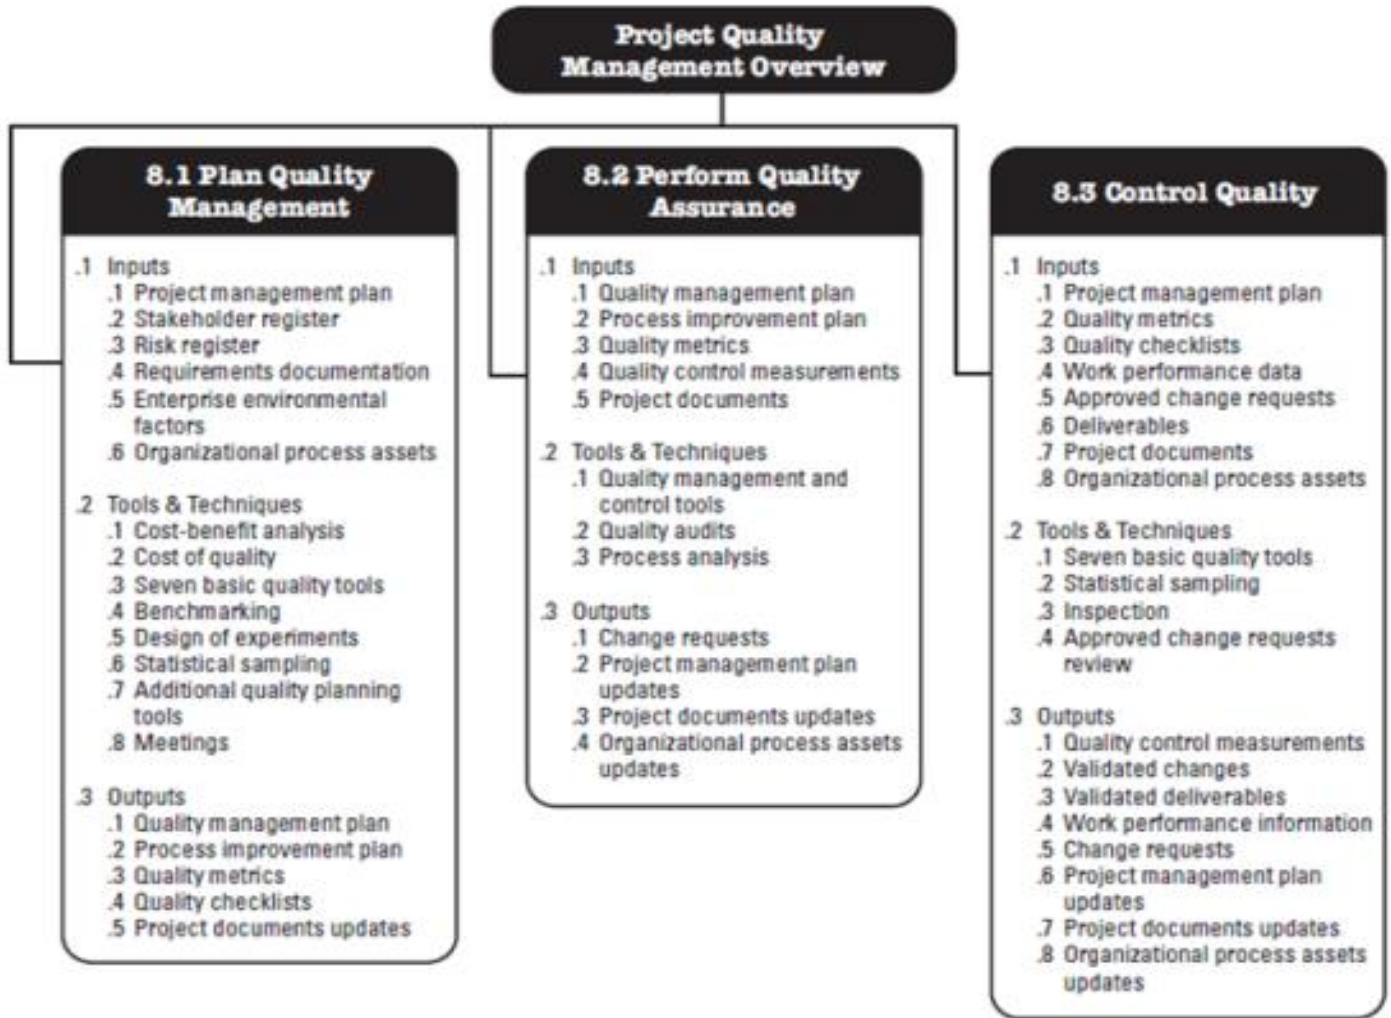 Project Quality
Management Overview
8.1 Plan Quality
Management
.1 Inputs
.1 Project management plan
.2 Stakeholder register
.3 Risk register
.4 Requirements documentation
.5 Enterprise environmental
factors
.6 Organizational process assets
.2 Tools & Techniques
.1 Cost-benefit analysis
.2 Cost of quality
.3 Seven basic quality tools
.4 Benchmarking
.5 Design of experiments
.6 Statistical sampling
.7 Additional quality planning
tools
.8 Meetings
.3 Outputs
.1 Quality management plan
.2 Process improvement plan
.3 Quality metrics
.4 Quality checklists
.5 Project documents updates
8.2 Perform Quality
Assurance
.1 Inputs
.1 Quality management plan
.2 Process improvement plan
.3 Quality metrics
.4 Quality control measurements
.5 Project documents
.2 Tools & Techniques
.1 Quality management and
control tools
.2 Quality audits
.3 Process analysis
.3 Outputs
.1 Change requests
.2 Project management plan
updates
.3 Project documents updates
.4 Organizational process assets
updates
8.3 Control Quality
.1 Inputs
.1 Project management plan
.2 Quality metrics
.3 Quality checklists
.4 Work performance data
.5 Approved change requests
.6 Deliverables
.7 Project documents
.8 Organizational process assets
.2 Tools & Techniques
.1 Seven basic quality tools
.2 Statistical sampling
.3 Inspection
.4 Approved change requests
review
.3 Outputs
.1 Quality control measurements
.2 Validated changes
.3 Validated deliverables
.4 Work performance information
.5 Change requests
.6 Project management plan
updates
.7 Project documents updates
.8 Organizational process assets
updates